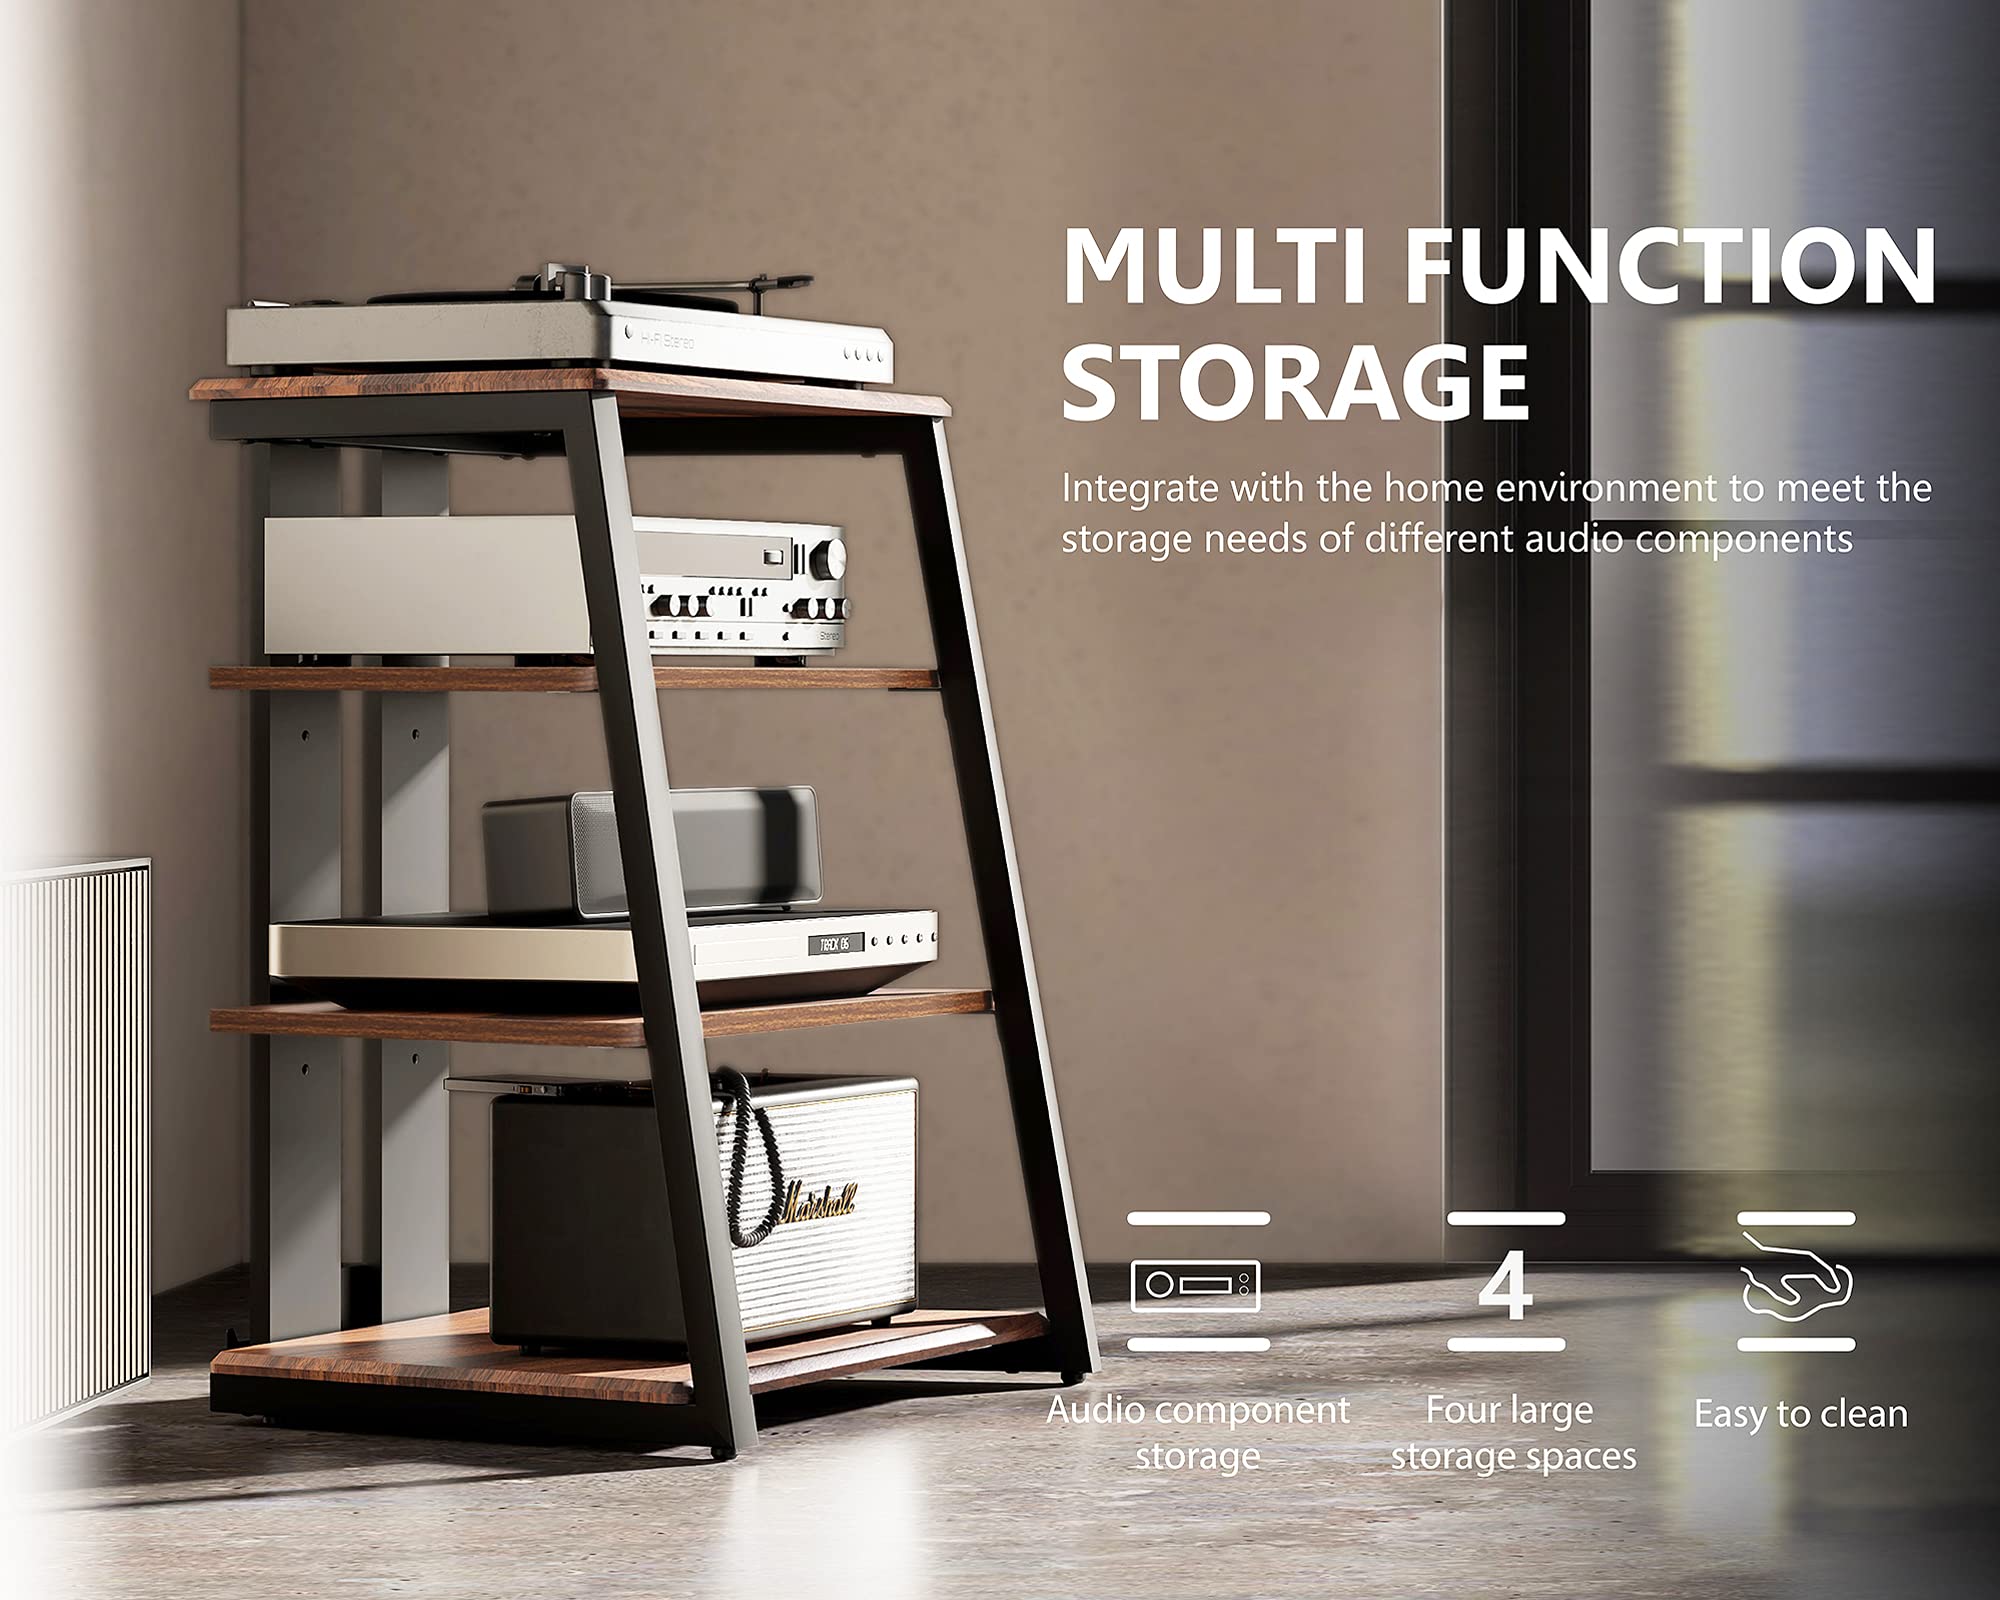 MULTI FUNCTION
STORAGE
Integrate with the home environment to meet the
storage needs of different audio components
Hi-Fi Stereo
Stereo
TRACK 06
Marshall
4
Audio component
storage
Four large
storage spaces
Easy to clean